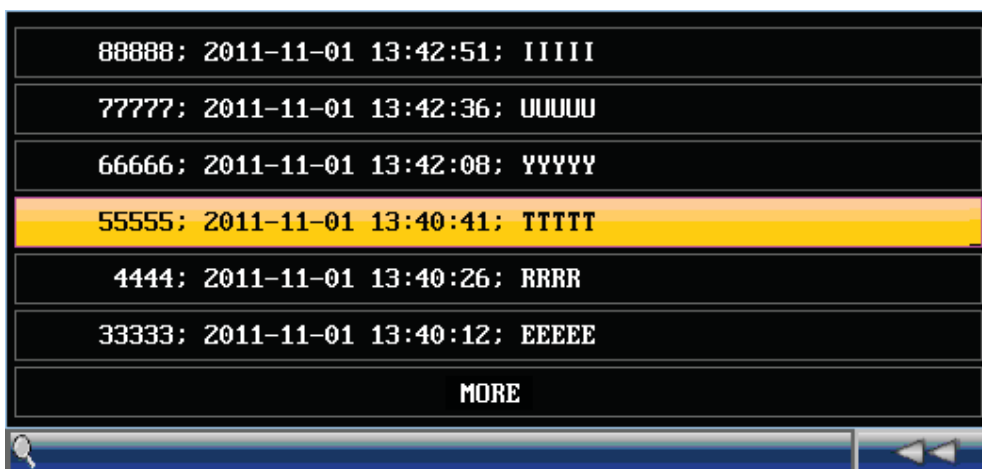 88888; 2011-11-01 13:42:51; IIIII
77777; 2011-11-01 13:42:36; UUUUU
66666; 2011-11-01 13:42:08; YYYYY
55555; 2011-11-01 13:40:41; TTTTT
4444; 2011-11-01 13:40:26; RRRR
33333; 2011-11-01 13:40:12; EEEEE
MORE